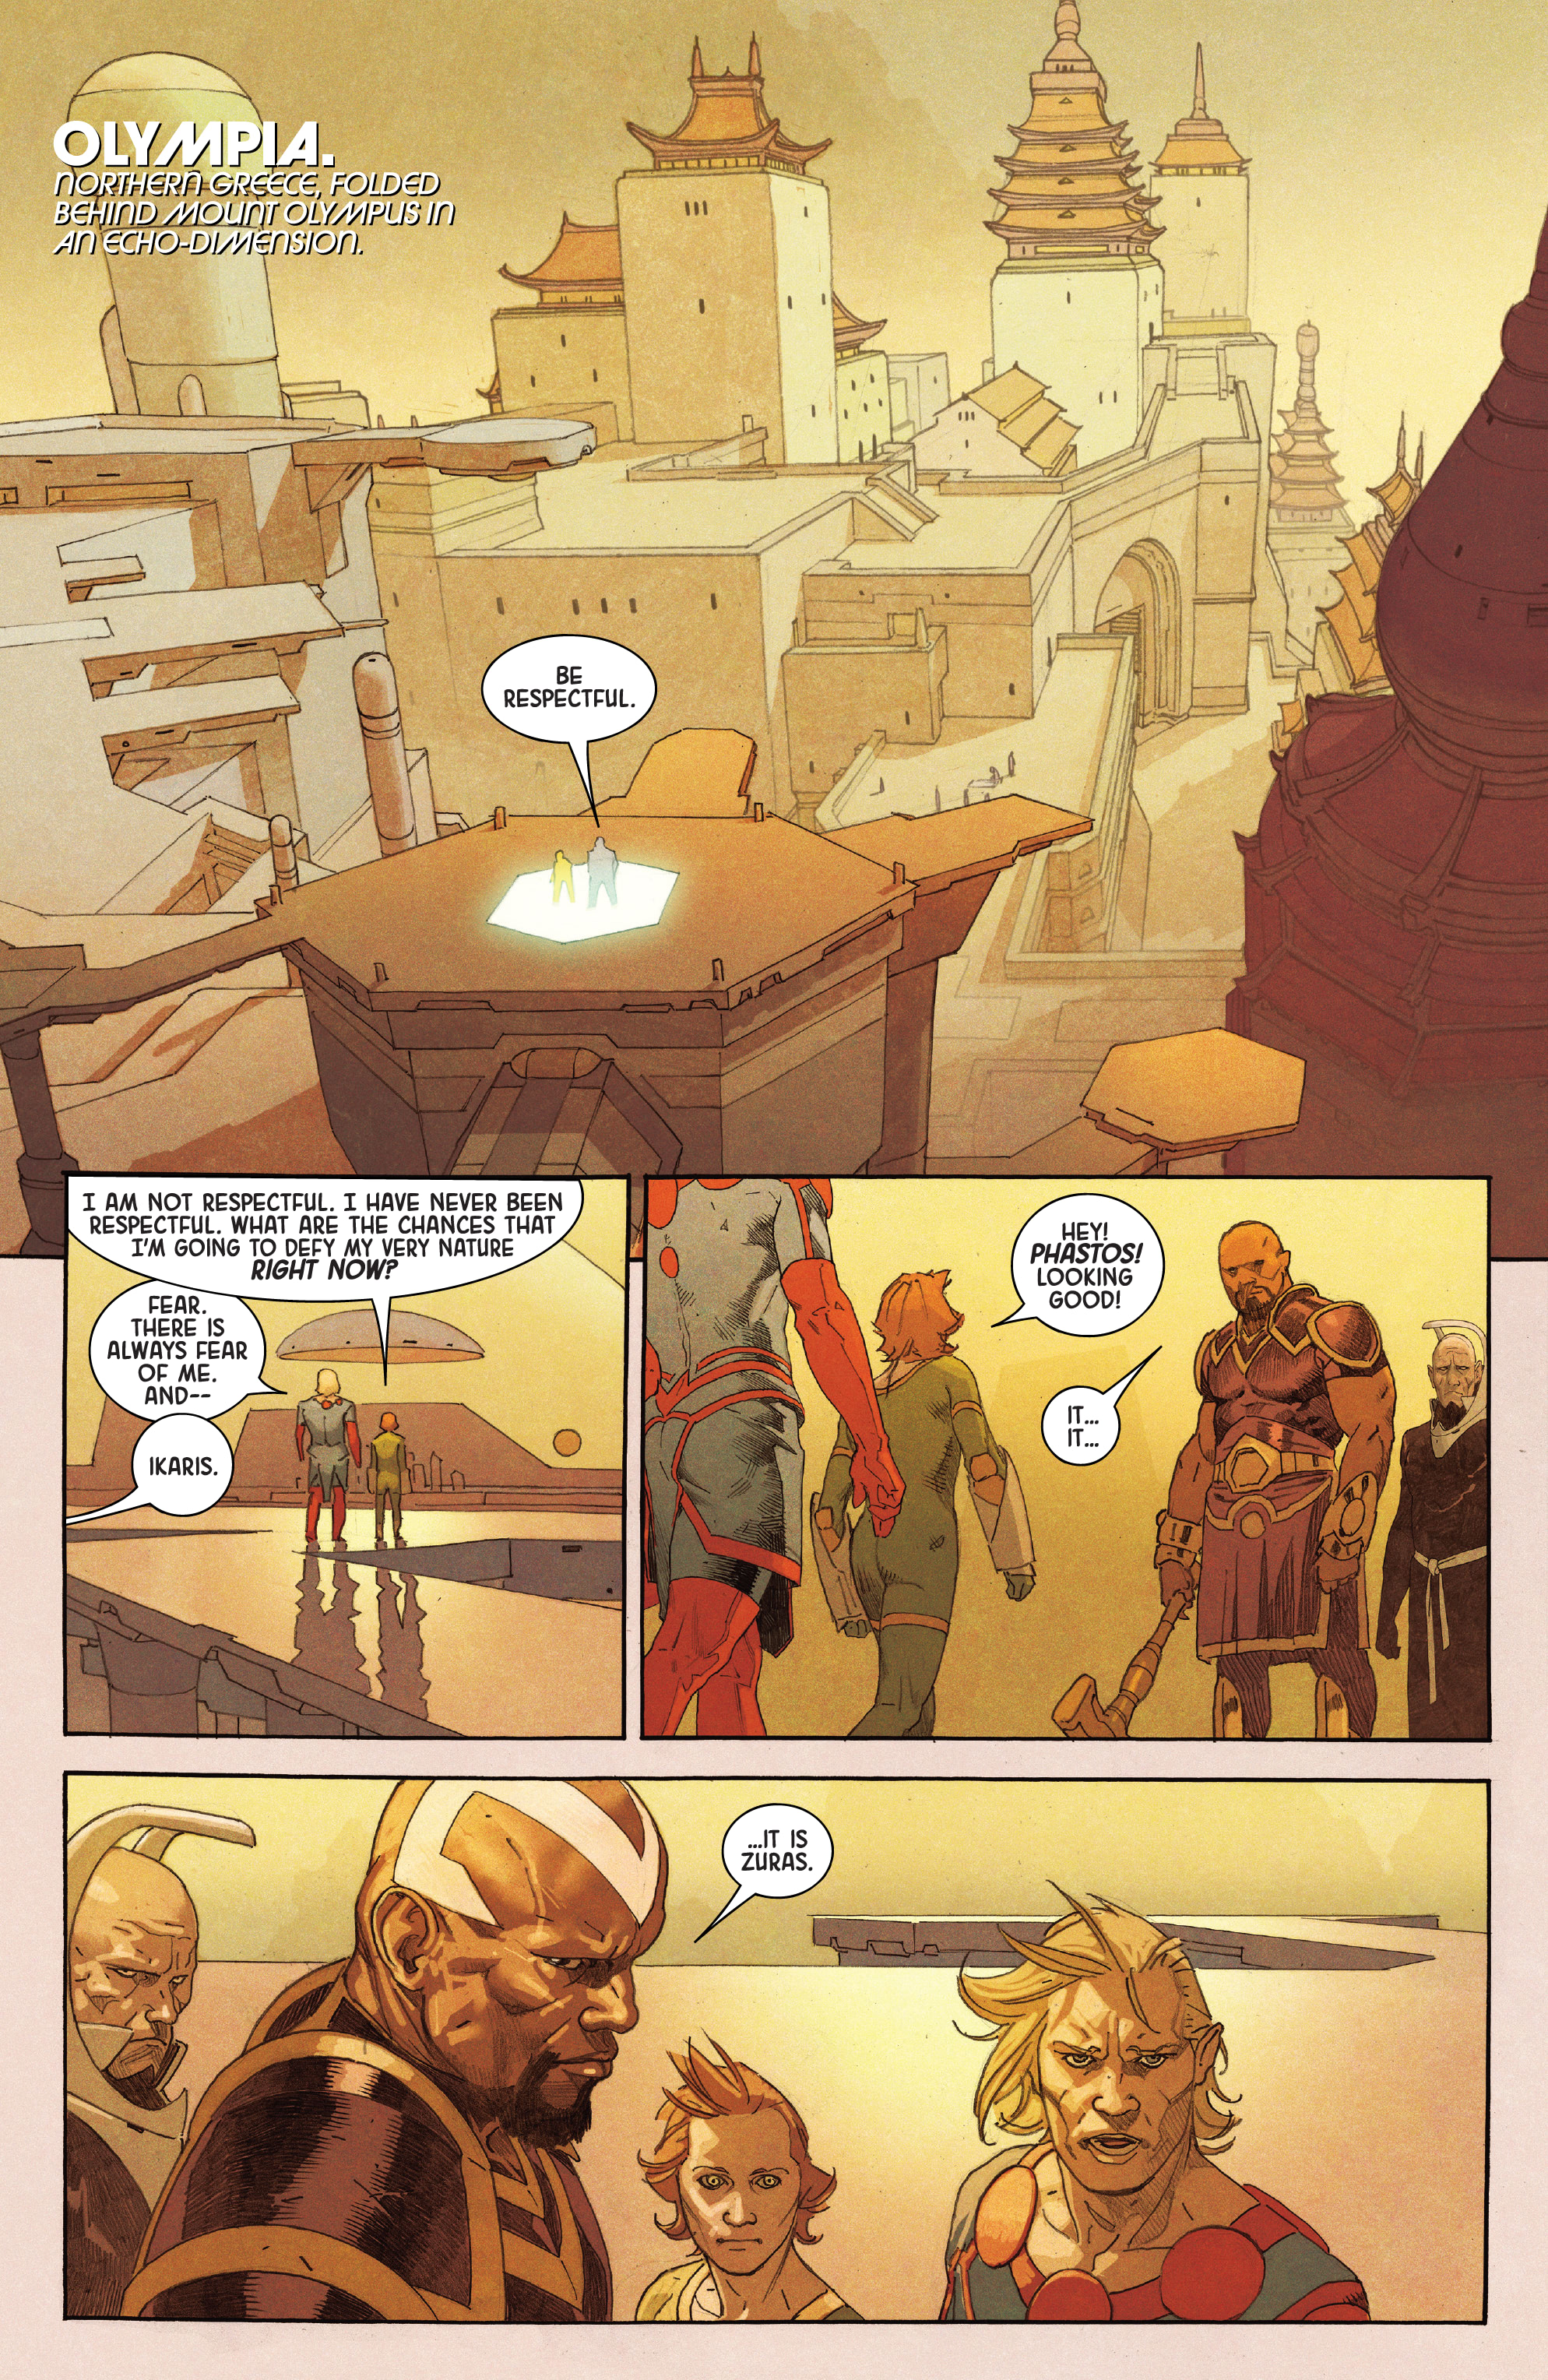 OLYMPIA.
NORTHERN GREECE, FOLDED
BEHIND MOUNT OLYMPUS IN
AN ECHO-DIMENSION.
BE
RESPECTFUL.
I AM NOT RESPECTFUL. I HAVE NEVER BEEN
RESPECTFUL. WHAT ARE THE CHANCES THAT
I'M GOING TO DEFY MY VERY NATURE
RIGHT NOW?
FEAR.
THERE IS
ALWAYS FEAR
OF ME.
AND--
IKARIS.
HEY!
PHASTOS!
LOOKING
GOOD!
IT...
IT...
...IT IS
ZURAS.